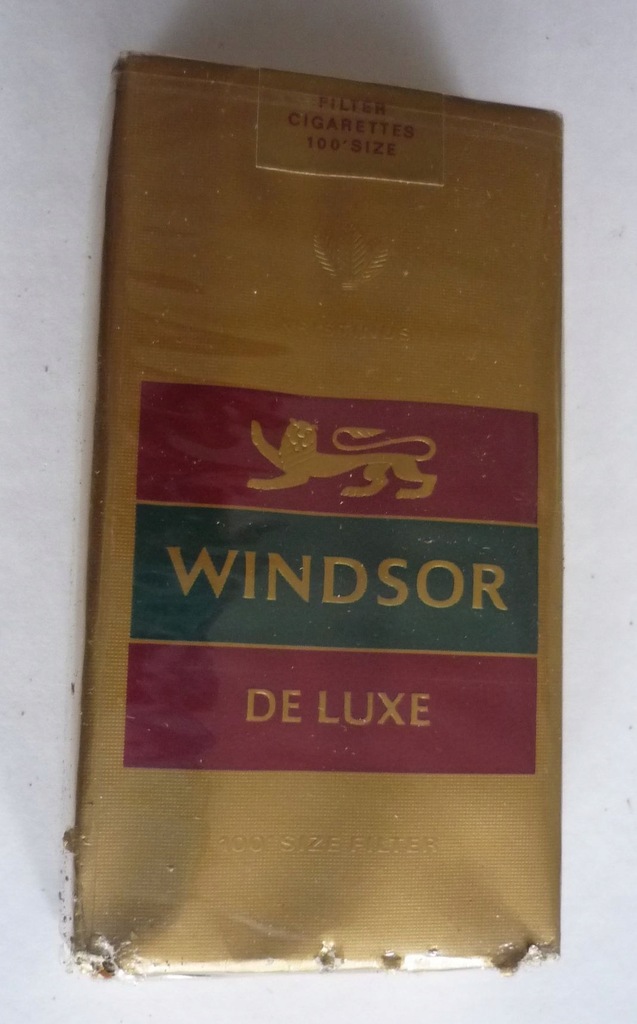 FILTER
CIGARETTES
100'SIZE
WINDSOR
DE LUXE
100' SIZE FILTER